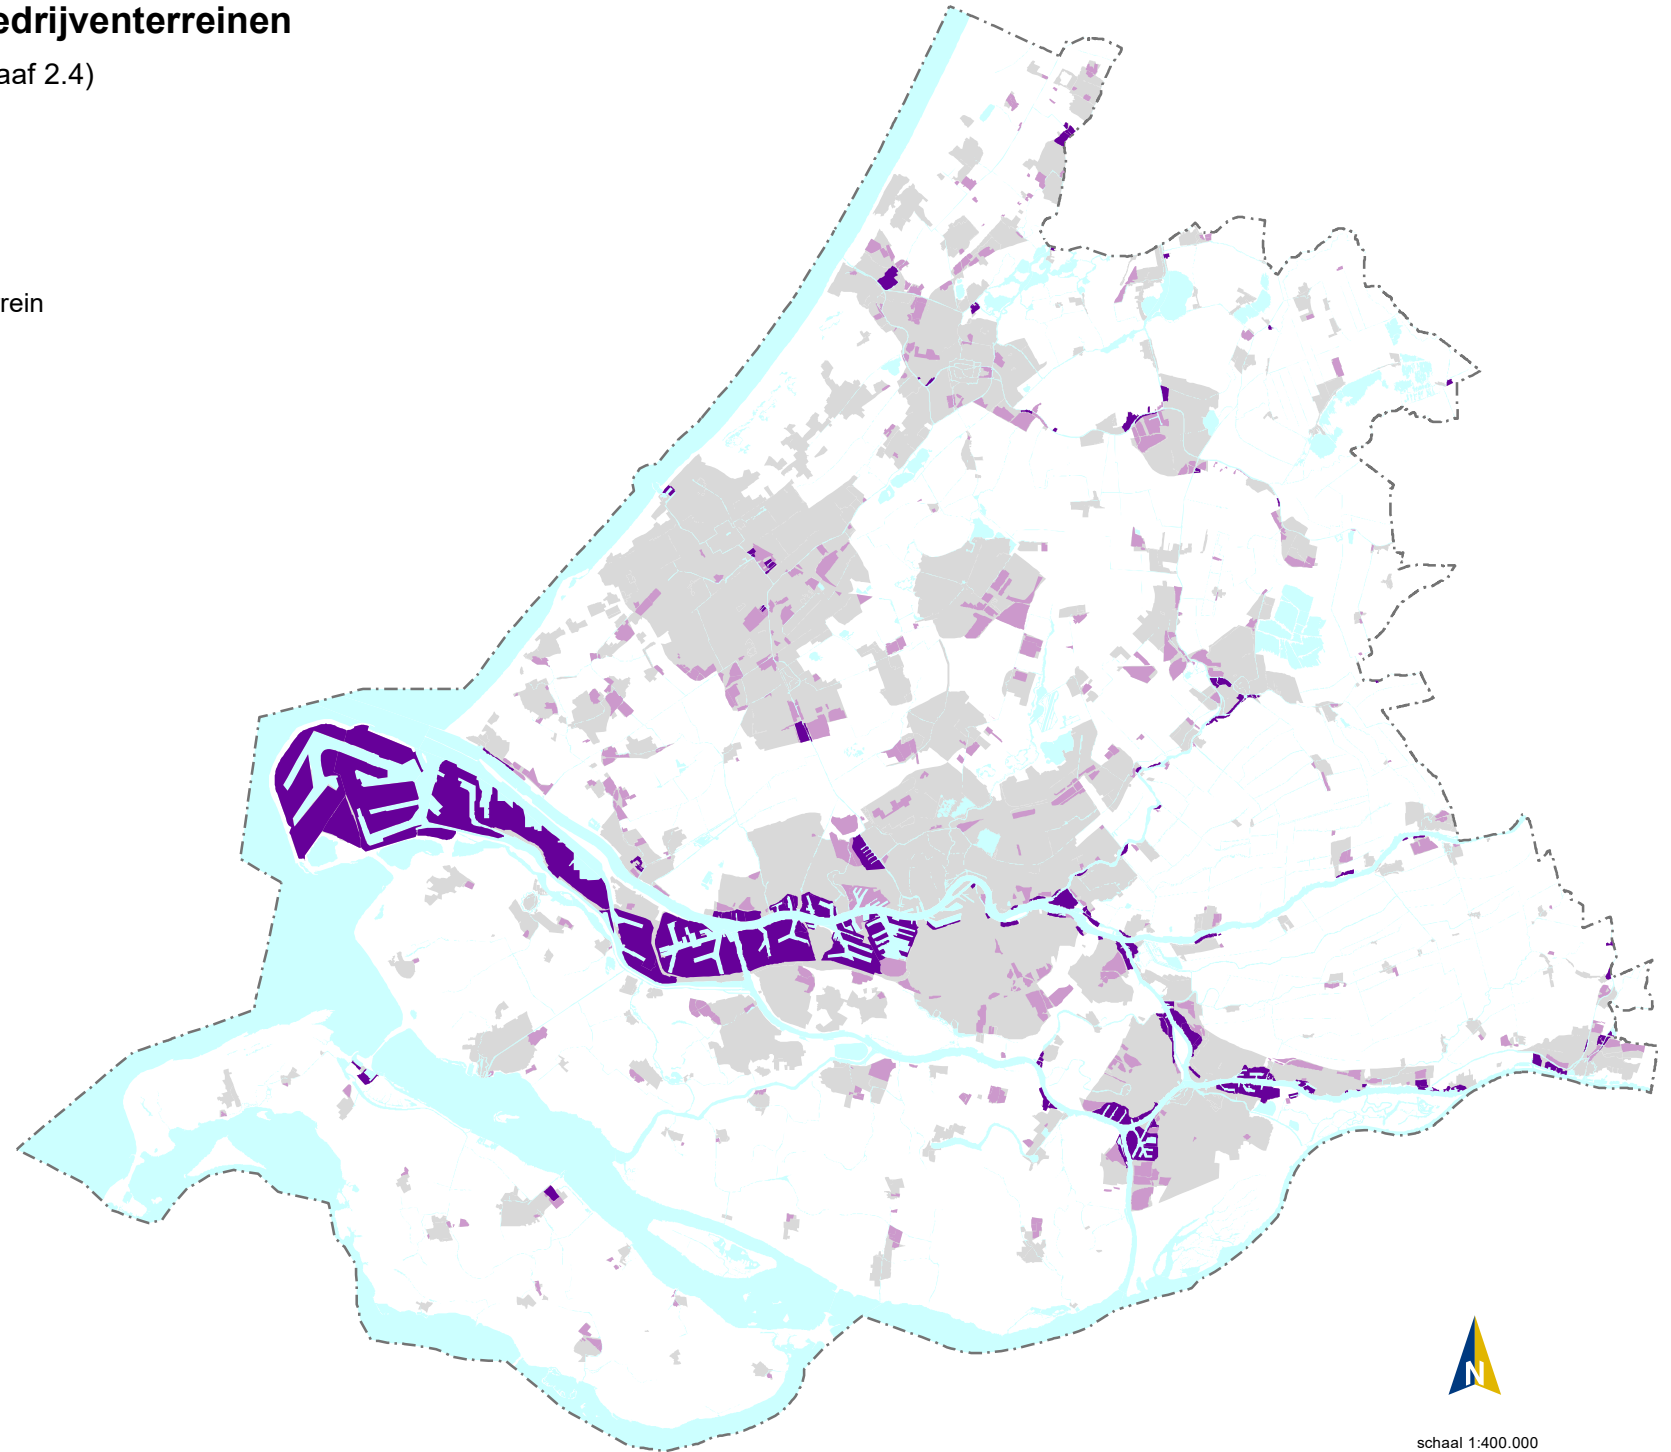 edrijventerreinen
aaf 2.4)
rein
N
schaal 1:400.000